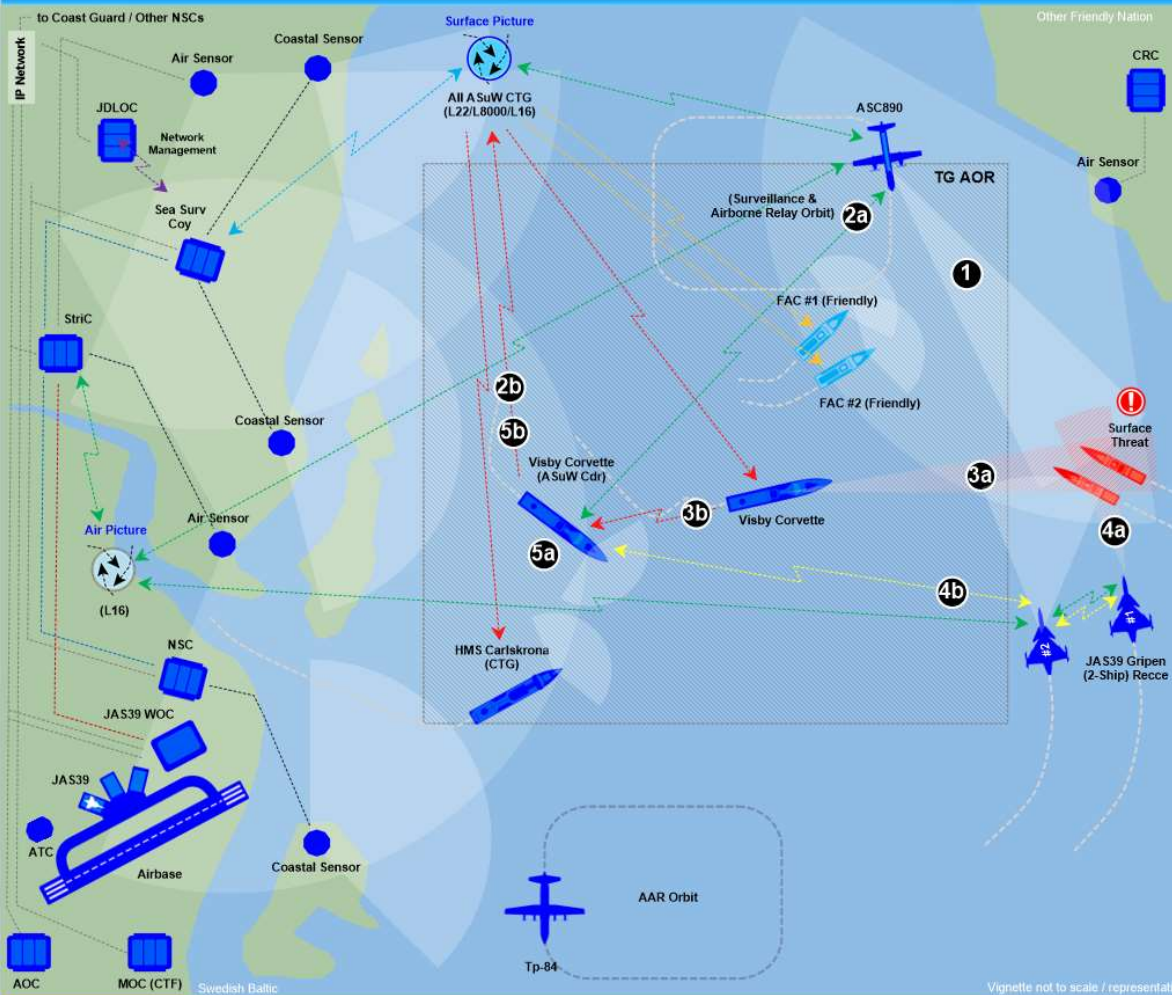 to Coast Guard / Other NSCs
IP Network
Surface Picture
Other Friendly Nation
Coastal Sensor
Air Sensor
CRC
JDLOC
All ASuW CTG
(L22/L8000/L16)
ASC890
Network
Management
Air Sensor
TG AOR
Sea Surv
Coy
(Surveillance &
Airborne Relay Orbit)
2a
1
FAC #1 (Friendly)
StriC
2b
FAC #2 (Friendly)
!
Surface
Threat
Coastal Sensor
5b
Visby Corvette
(ASuW Cdr)
3a
Air Picture
Air Sensor
3b
Visby Corvette
4a
5a
(L16)
4b
#1
#2
NSC
HMS Carlskrona
(CTG)
JAS39 Gripen
(2-Ship) Recce
JAS39 WOC
JAS39
ATC
Airbase
Coastal Sensor
AAR Orbit
Tp-84
AOC
MOC (CTF)
Swedish Baltic
Vignette not to scale /